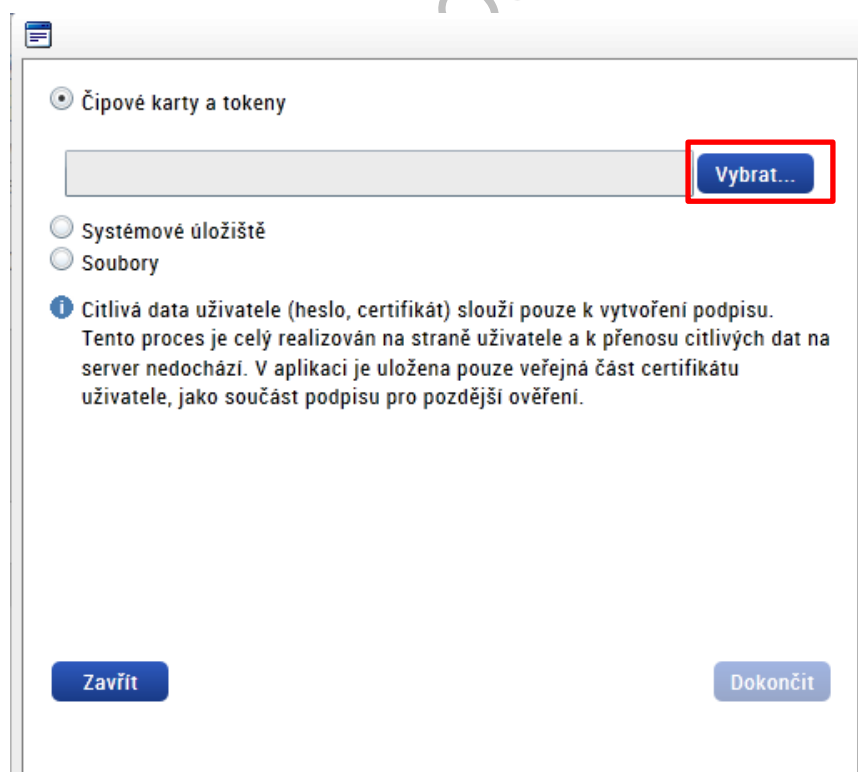 Čipové karty a tokeny
Vybrat...
Systémové úložiště
Soubory
Citlivá data uživatele (heslo, certifikát) slouží pouze k vytvoření podpisu.
Tento proces je celý realizován na straně uživatele a k přenosu citlivých dat na
server nedochází. V aplikaci je uložena pouze veřejná část certifikátu
uživatele, jako součást podpisu pro pozdější ověření.
Zavřít
Dokončit